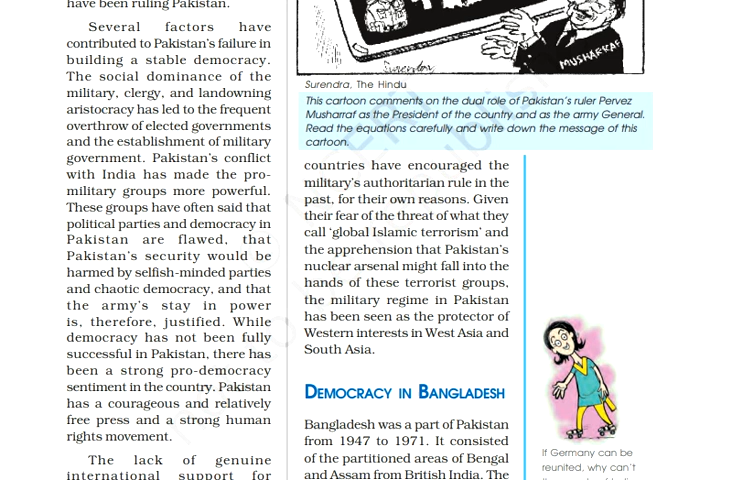 have been ruling Pakistan.
Several factors have
contributed to Pakistan's failure in
building a stable democracy.
The social dominance of the
military, clergy, and landowning
aristocracy has led to the frequent
overthrow of elected governments
and the establishment of military
government. Pakistan's conflict
with India has made the pro-
military groups more powerful.
These groups have often said that
political parties and democracy in
Pakistan are flawed, that
Pakistan's security would be
harmed by selfish-minded parties
and chaotic democracy, and that
the army's stay in power
is, therefore, justified. While
democracy has not been fully
successful in Pakistan, there has
been a strong pro-democracy
sentiment in the country. Pakistan
has a courageous and relatively
free press and a strong human
rights movement.
The lack of genuine
international support for
MUSHARRAF
Surendra
Surendra, The Hindu
This cartoon comments on the dual role of Pakistan's ruler Pervez
Musharraf as the President of the country and as the army General.
Read the equations carefully and write down the message of this
cartoon.
countries have encouraged the
military's authoritarian rule in the
past, for their own reasons. Given
their fear of the threat of what they
call 'global Islamic terrorism' and
the apprehension that Pakistan's
nuclear arsenal might fall into the
hands of these terrorist groups,
the military regime in Pakistan
has been seen as the protector of
Western interests in West Asia and
South Asia.
DEMOCRACY IN BANGLADESH
Bangladesh was a part of Pakistan
from 1947 to 1971. It consisted
of the partitioned areas of Bengal
and Assam from British India. The
If Germany can be
reunited, why can't